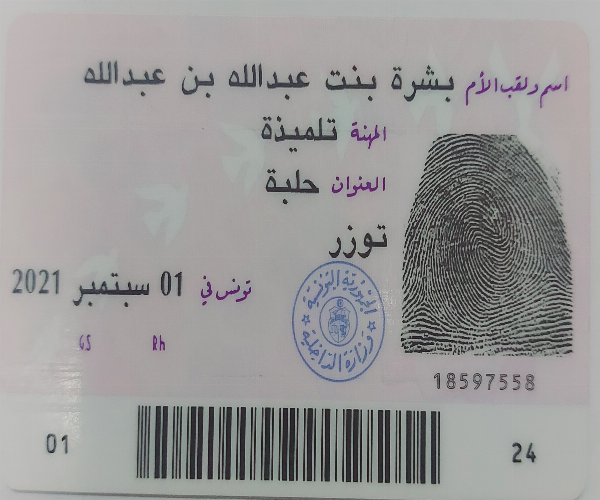 اسم ولقب الأم بشرة بنت عبدالله بن عبدالله
المهنة تلميذة
العنوان حلبة
توزر
تونس في 01 سبتمبر 2021
GS Rh
الجمهورية التونسية
وزارة الداخلية
18597558
01 24